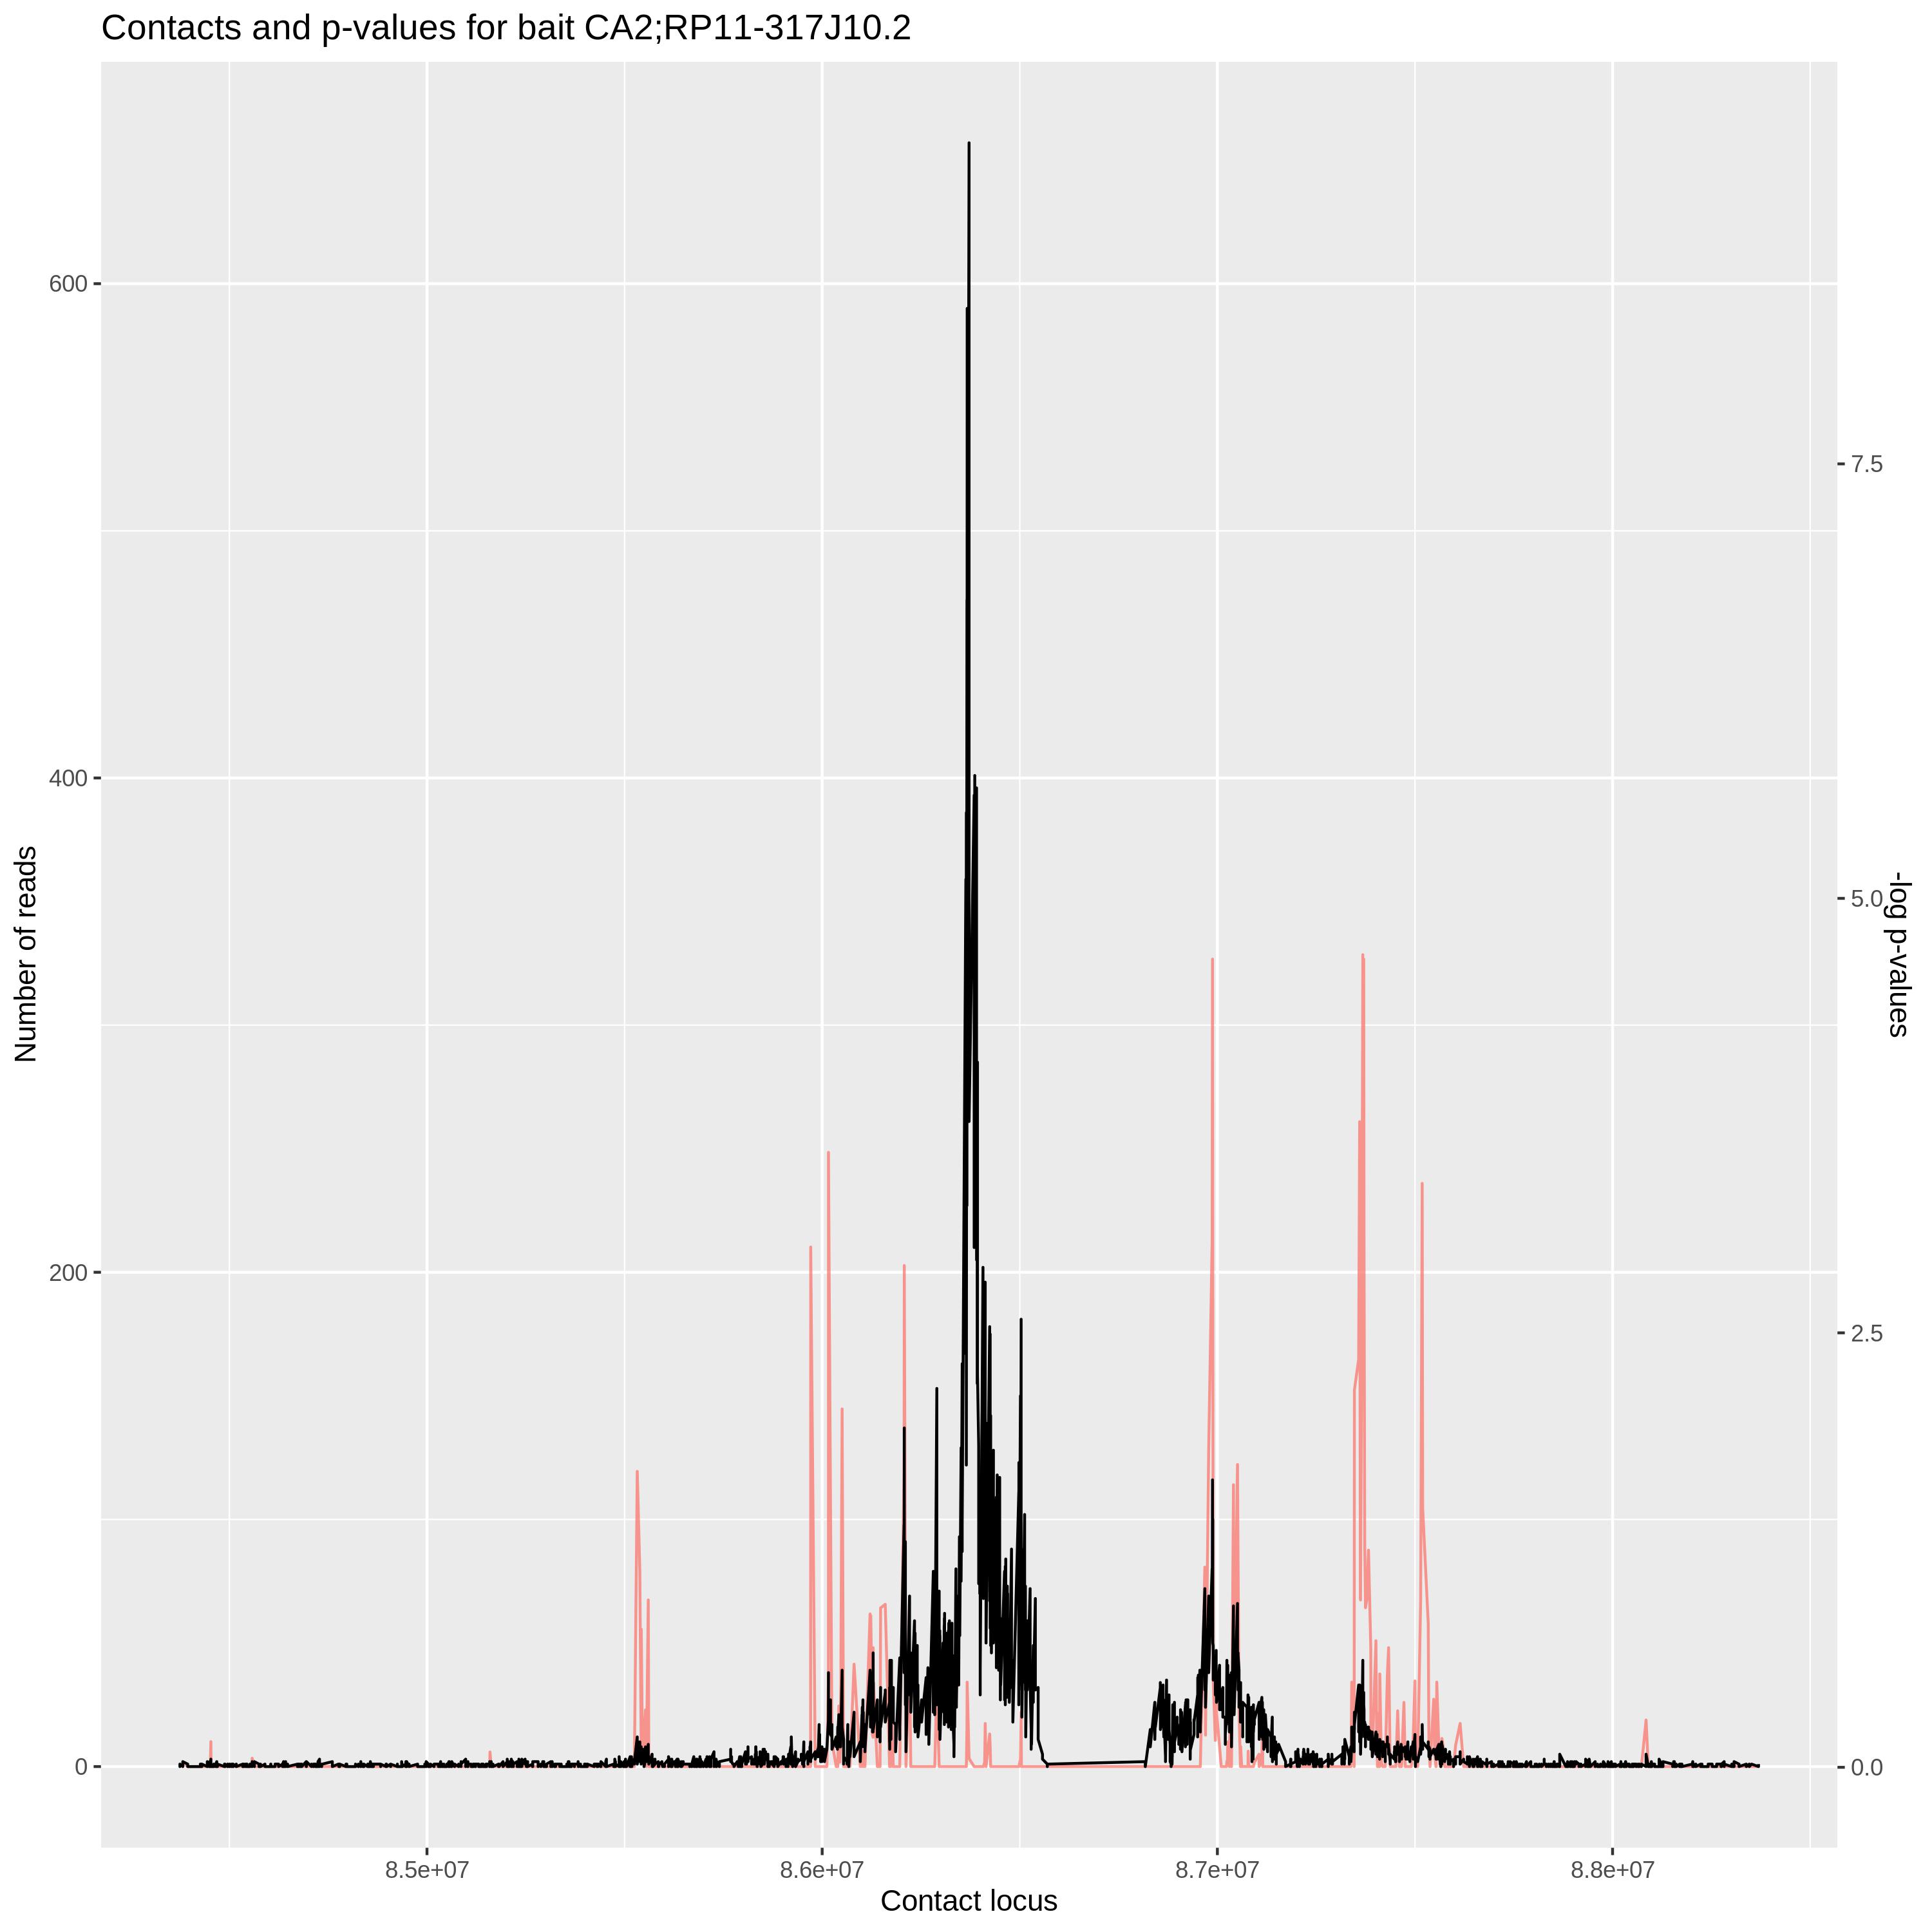 Contacts and p-values for bait CA2;RP11-317J10.2
600
400
200
0
Number of reads
7.5
5.0
2.5
0.0
-log p-values
8.5e+07 8.6e+07 8.7e+07 8.8e+07
Contact locus